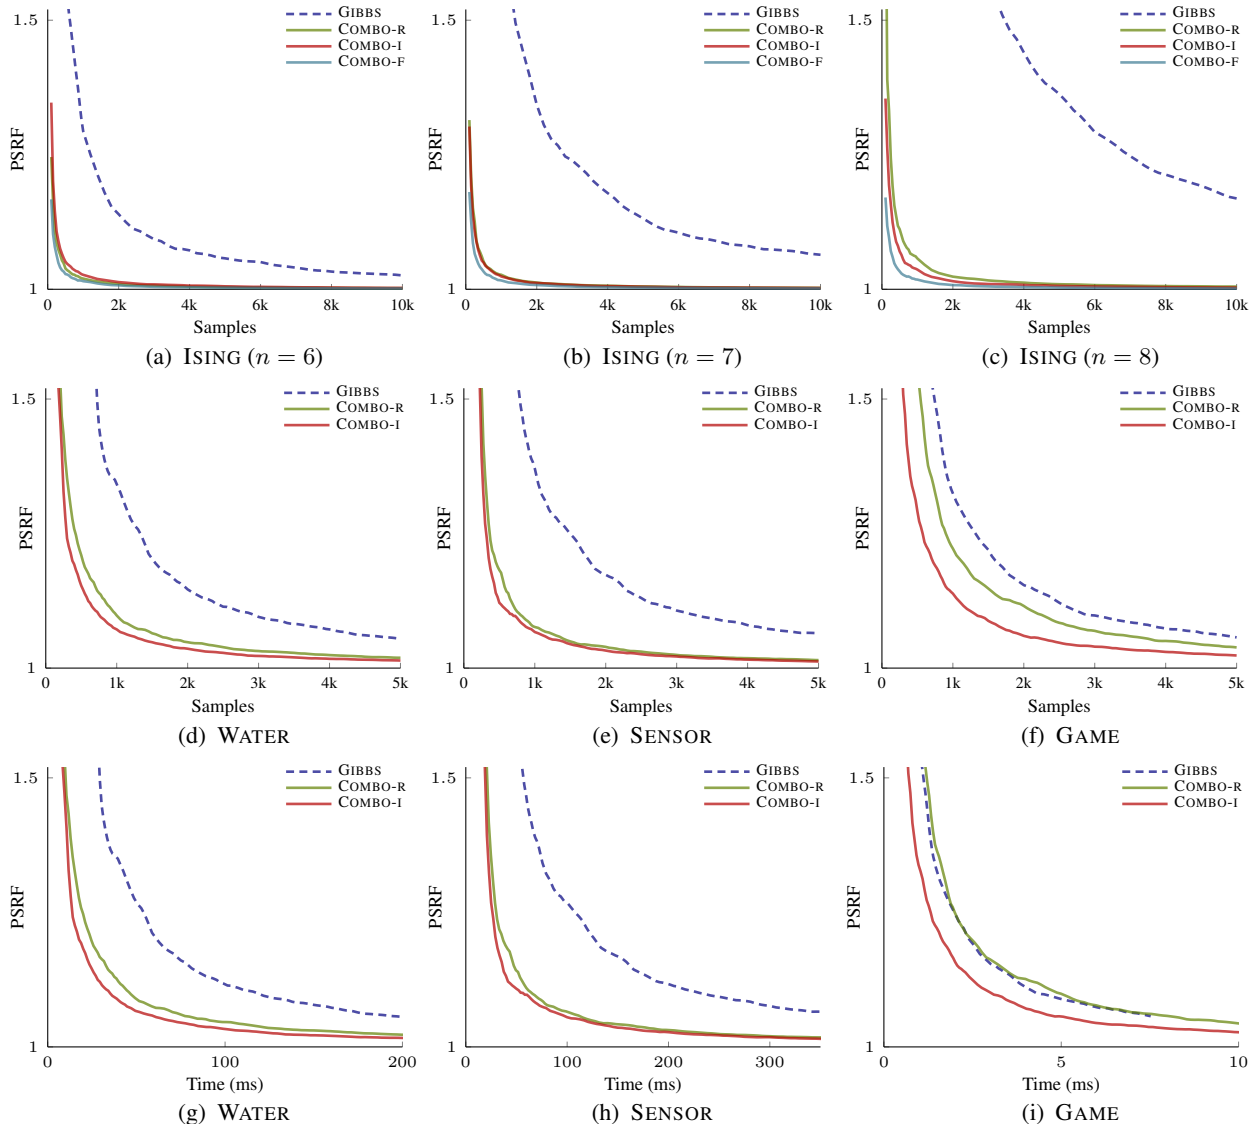 1.5
PSRF
1
GIBBS
COMBO-R
COMBO-I
COMBO-F
0 2k 4k 6k 8k 10k
Samples
(a) ISING (n = 6)
1.5
PSRF
1
GIBBS
COMBO-R
COMBO-I
COMBO-F
0 2k 4k 6k 8k 10k
Samples
(b) ISING (n = 7)
1.5
PSRF
1
GIBBS
COMBO-R
COMBO-I
COMBO-F
0 2k 4k 6k 8k 10k
Samples
(c) ISING (n = 8)
1.5
PSRF
1
GIBBS
COMBO-R
COMBO-I
0 1k 2k 3k 4k 5k
Samples
(d) WATER
1.5
PSRF
1
GIBBS
COMBO-R
COMBO-I
0 1k 2k 3k 4k 5k
Samples
(e) SENSOR
1.5
PSRF
1
GIBBS
COMBO-R
COMBO-I
0 1k 2k 3k 4k 5k
Samples
(f) GAME
1.5
PSRF
1
GIBBS
COMBO-R
COMBO-I
0 100 200
Time (ms)
(g) WATER
1.5
PSRF
1
GIBBS
COMBO-R
COMBO-I
0 100 200 300
Time (ms)
(h) SENSOR
1.5
PSRF
1
GIBBS
COMBO-R
COMBO-I
0 5 10
Time (ms)
(i) GAME